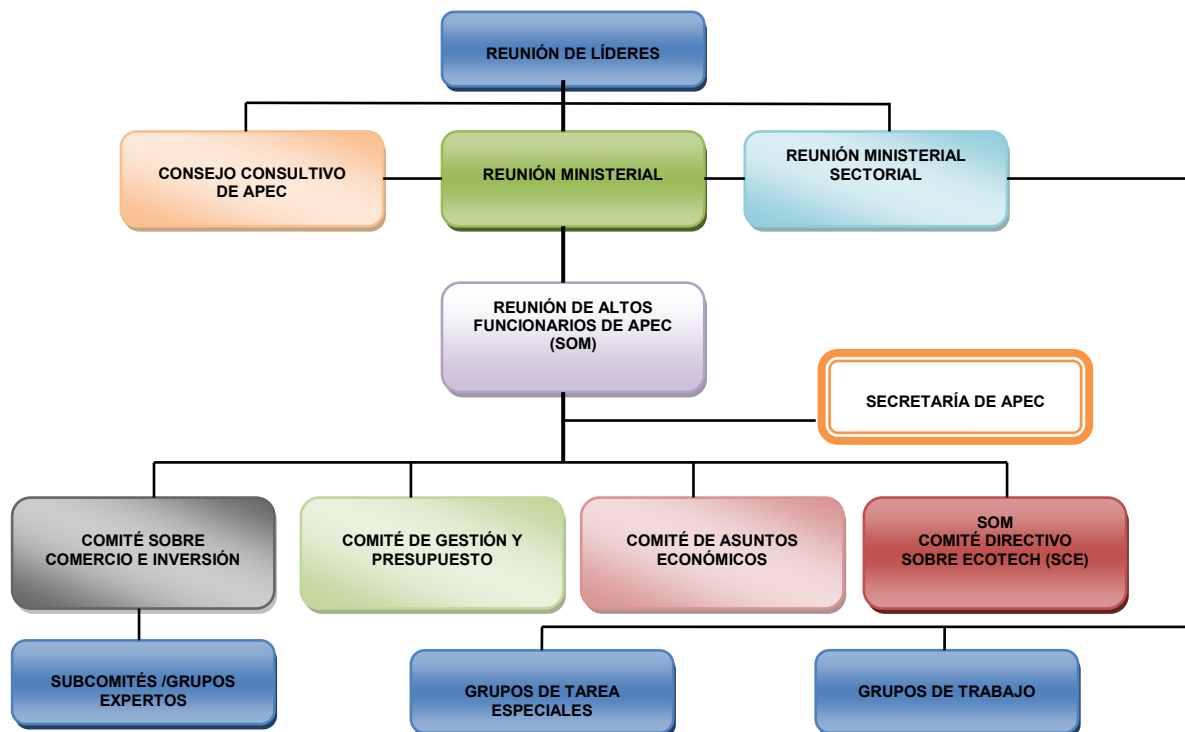 REUNIÓN DE LÍDERES
CONSEJO CONSULTIVO
DE APEC
REUNIÓN MINISTERIAL
REUNIÓN MINISTERIAL
SECTORIAL
REUNIÓN DE ALTOS
FUNCIONARIOS DE APEC
(SOM)
SECRETARÍA DE APEC
COMITÉ SOBRE
COMERCIO E INVERSIÓN
COMITÉ DE GESTIÓN Y
PRESUPUESTO
COMITÉ DE ASUNTOS
ECONÓMICOS
SOM
COMITÉ DIRECTIVO
SOBRE ECOTECH (SCE)
SUBCOMITÉS /GRUPOS
EXPERTOS
GRUPOS DE TAREA
ESPECIALES
GRUPOS DE TRABAJO